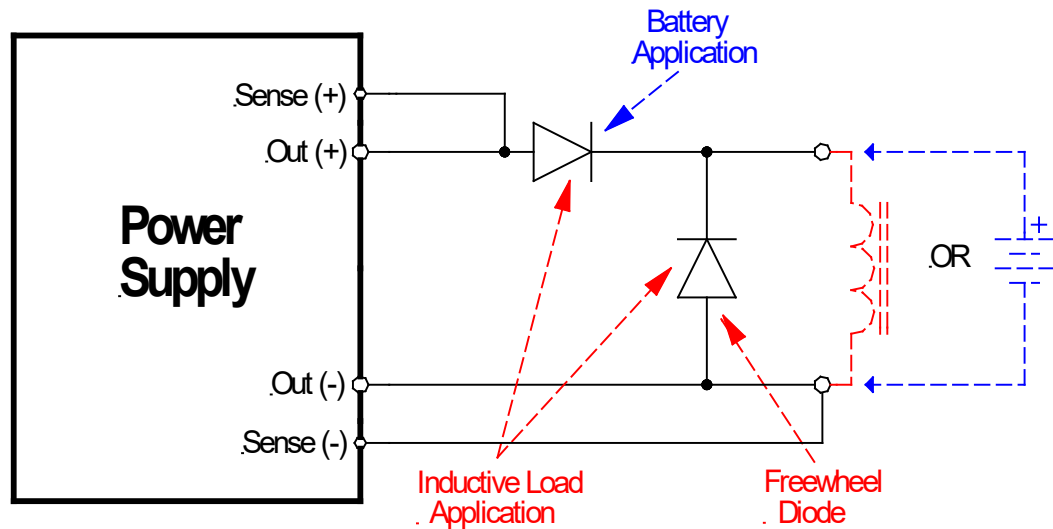 Battery
Application
Sense (+)
Out (+)
Power
Supply
+
OR
Out (-)
Sense (-)
Inductive Load
Application
Freewheel
Diode